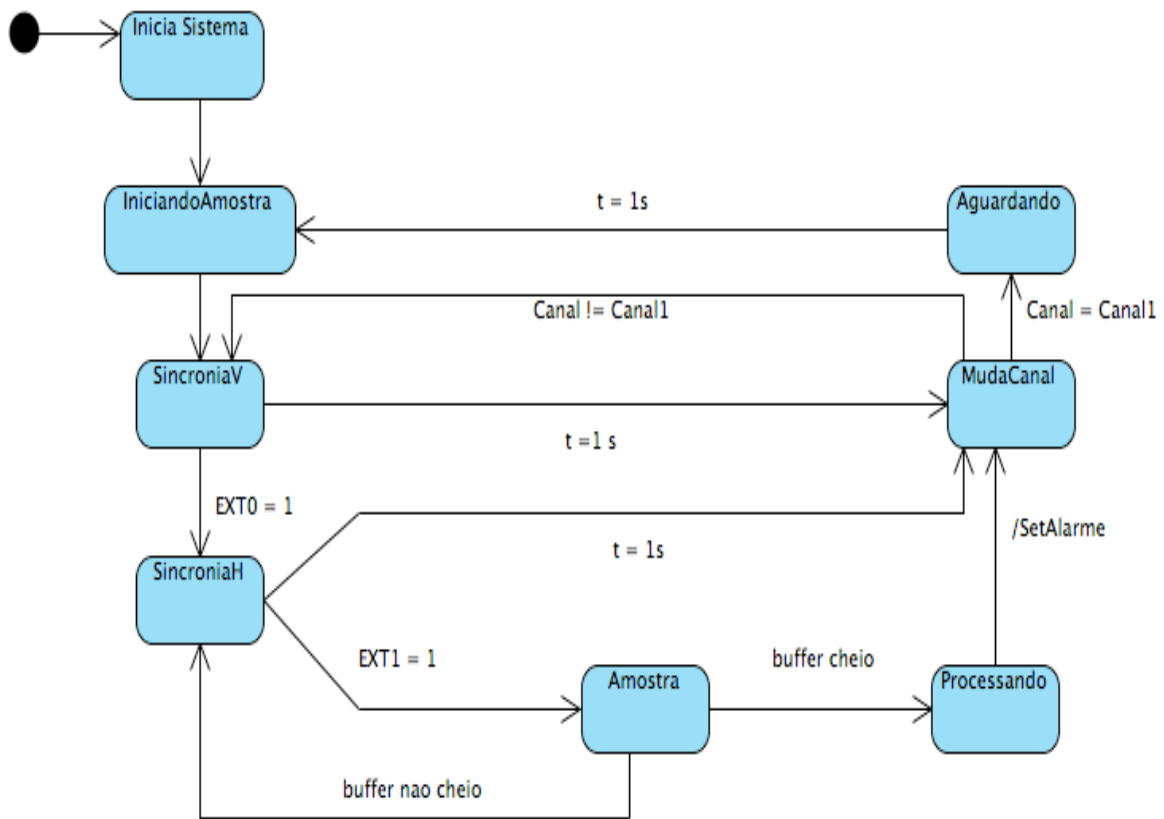 Inicia Sistema
IniciandoAmostra
t = 1s
Aguardando
Canal != Canal1
Canal = Canal1
SincroniaV
MudaCanal
t =1 s
EXT0 = 1
/SetAlarme
t = 1s
SincroniaH
EXT1 = 1
buffer cheio
Amostra
Processando
buffer nao cheio